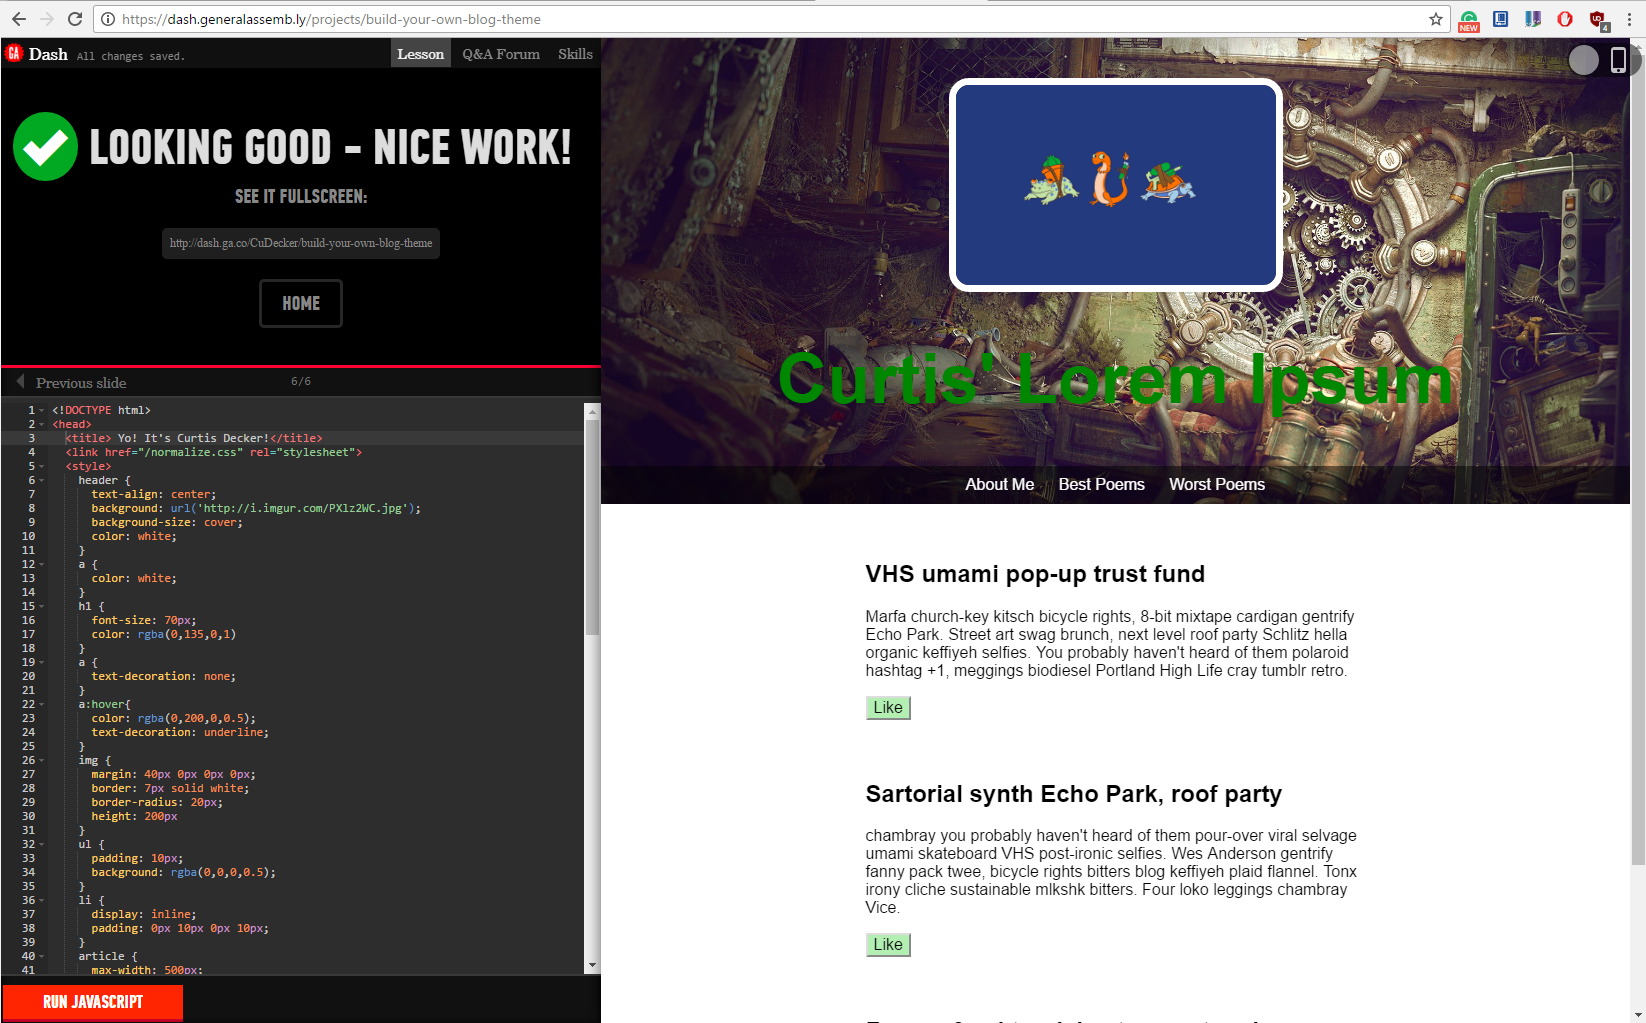 https://dash.generalassemb.ly/projects/build-your-own-blog-theme
NEW
4
GA Dash All changes saved. Lesson Q&A Forum Skills
LOOKING GOOD - NICE WORK!
SEE IT FULLSCREEN:
http://dash.ga.co/CuDecker/build-your-own-blog-theme
HOME
Previous slide 6/6
1 <!DOCTYPE html>
2 <head>
3 <title> Yo! It's Curtis Decker!</title>
4 <link href="/normalize.css" rel="stylesheet">
5 <style>
6 header {
7 text-align: center;
8 background: url('http://i.imgur.com/PXlz2WC.jpg');
9 background-size: cover;
10 color: white;
11 }
12 a {
13 color: white;
14 }
15 h1 {
16 font-size: 70px;
17 color: rgba(0,135,0,1)
18 }
19 a {
20 text-decoration: none;
21 }
22 a:hover{
23 color: rgba(0,200,0,0.5);
24 text-decoration: underline;
25 }
26 img {
27 margin: 40px 0px 0px 0px;
28 border: 7px solid white;
29 border-radius: 20px;
30 height: 200px
31 }
32 ul {
33 padding: 10px;
34 background: rgba(0,0,0,0.5);
35 }
36 li {
37 display: inline;
38 padding: 0px 10px 0px 10px;
39 }
40 article {
41 max-width: 500px;
RUN JAVASCRIPT
Curtis' Lorem Ipsum
About Me Best Poems Worst Poems
VHS umami pop-up trust fund
Marfa church-key kitsch bicycle rights, 8-bit mixtape cardigan gentrify
Echo Park. Street art swag brunch, next level roof party Schlitz hella
organic keffiyeh selfies. You probably haven't heard of them polaroid
hashtag +1, meggings biodiesel Portland High Life cray tumblr retro.
Like
Sartorial synth Echo Park, roof party
chambray you probably haven't heard of them pour-over viral selvage
umami skateboard VHS post-ironic selfies. Wes Anderson gentrify
fanny pack twee, bicycle rights bitters blog keffiyeh plaid flannel. Tonx
irony cliche sustainable mlkshk bitters. Four loko leggings chambray
Vice.
Like